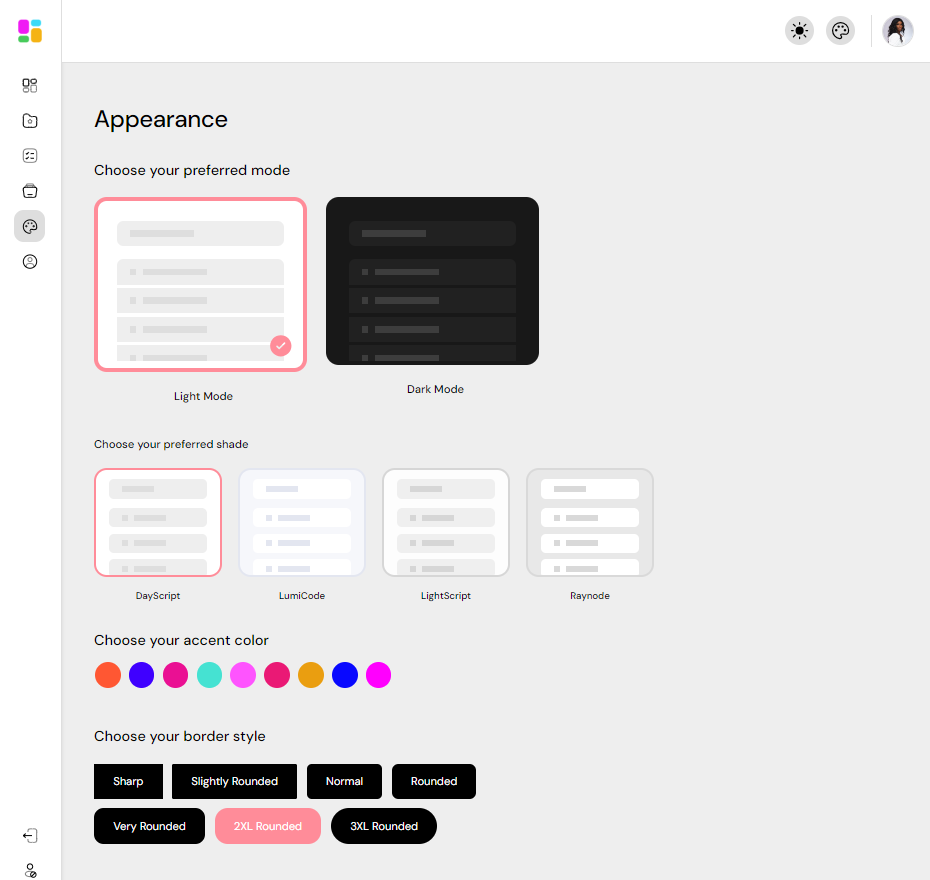 Appearance
Choose your preferred mode
Light Mode
Dark Mode
Choose your preferred shade
DayScript
LumiCode
LightScript
Raynode
Choose your accent color
Choose your border style
Sharp
Slightly Rounded
Normal
Rounded
Very Rounded
2XL Rounded
3XL Rounded